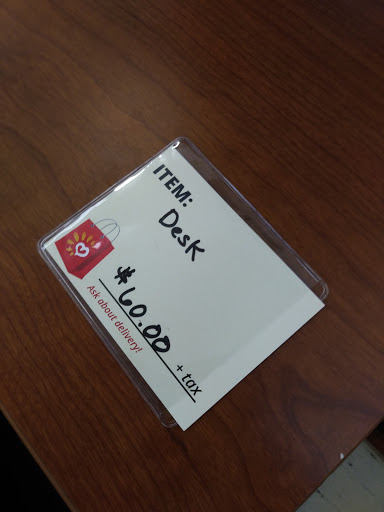 ITEM:
Desk
$60.00 + tax
Ask about delivery!